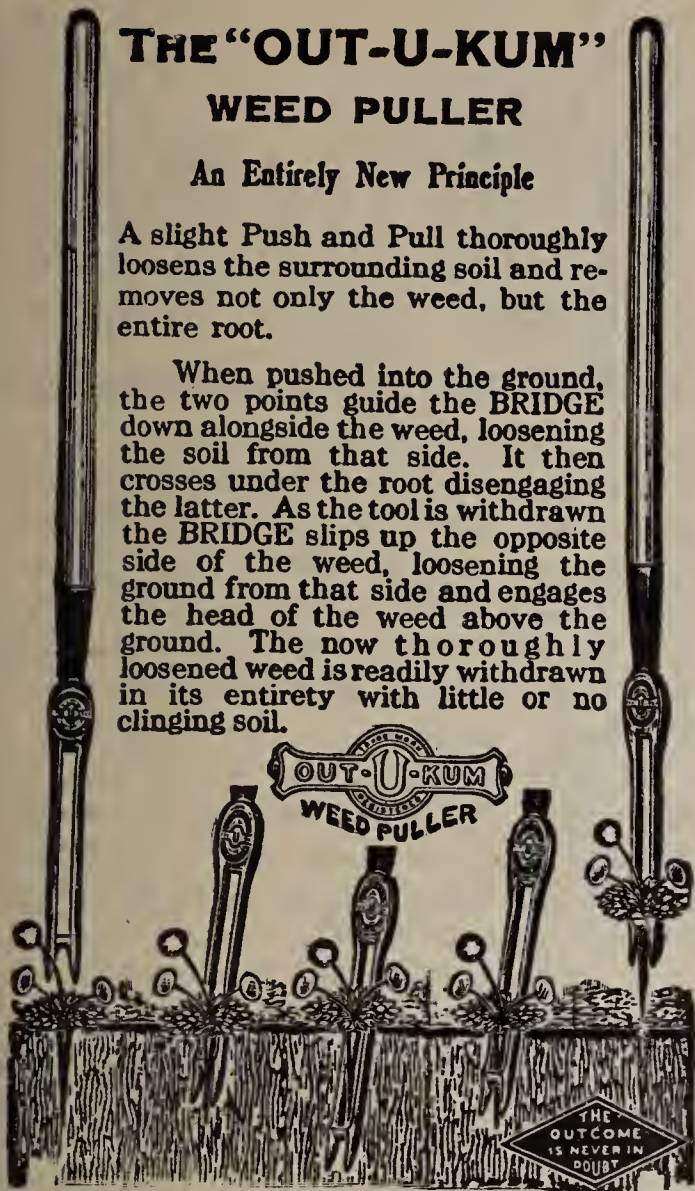 THE "OUT-U-KUM"
WEED PULLER
An Entirely New Principle
A slight Push and Pull thoroughly
loosens the surrounding soil and re-
moves not only the weed, but the
entire root.
When pushed into the ground,
the two points guide the BRIDGE
down alongside the weed, loosening
the soil from that side. It then
crosses under the root disengaging
the latter. As the tool is withdrawn
the BRIDGE slips up the opposite
side of the weed, loosening the
ground from that side and engages
the head of the weed above the
ground. The now thoroughly
loosened weed is readily withdrawn
in its entirety with little or no
clinging soil.
TRADE MARK
OUT-U-KUM
REGISTERED
WEED PULLER
THE
OUTCOME
IS NEVER IN
DOUBT